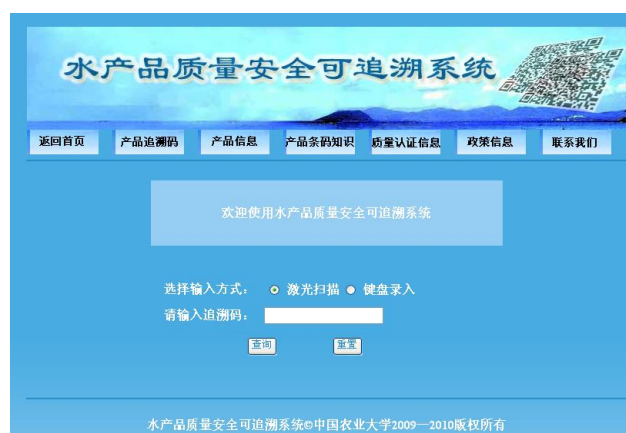 水产品质量安全可追溯系统
返回首页 产品追溯码 产品信息 产品条码知识 质量认证信息 政策信息 联系我们
欢迎使用水产品质量安全可追溯系统
选择输入方式： 激光扫描 键盘录入
请输入追溯码：
查询 重置
水产品质量安全可追溯系统©中国农业大学2009—2010版权所有